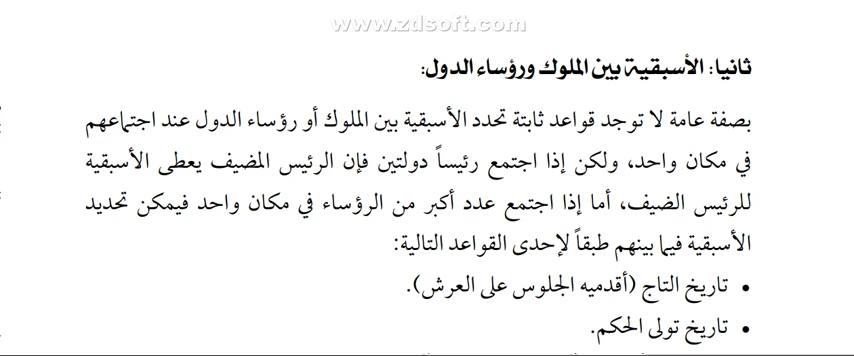 www.zdsoft.com
ثانيا: الأسبقية بين الملوك ورؤساء الدول:
بصفة عامة لا توجد قواعد ثابتة تحدد الأسبقية بين الملوك أو رؤساء الدول عند اجتماعهم
في مكان واحد، ولكن إذا اجتمع رئيساً دولتين فإن الرئيس المضيف يعطى الأسبقية
للرئيس الضيف، أما إذا اجتمع عدد أكبر من الرؤساء في مكان واحد فيمكن تحديد
الأسبقية فيما بينهم طبقاً لإحدى القواعد التالية:
• تاريخ التاج (أقدميه الجلوس على العرش).
• تاريخ تولى الحكم.